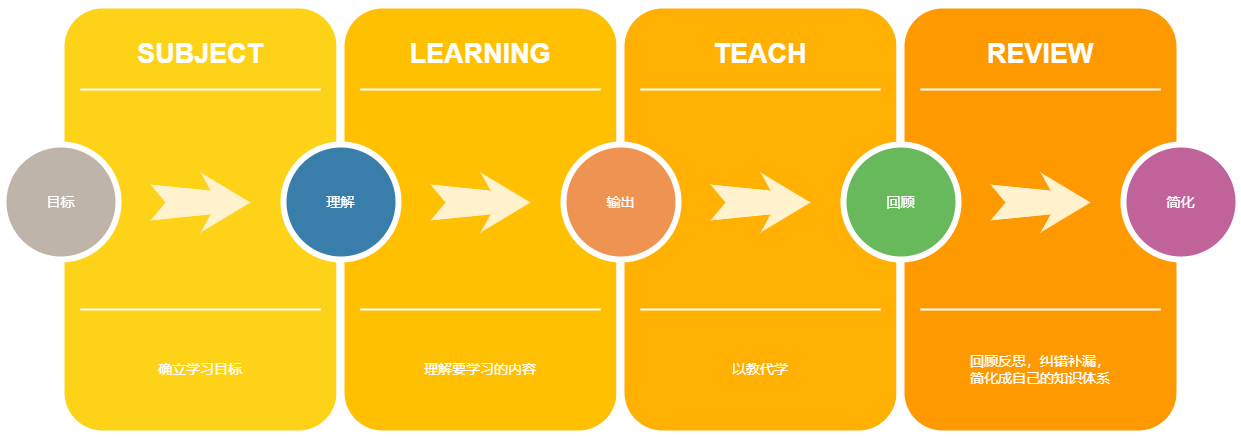 SUBJECT
LEARNING
TEACH
REVIEW
目标
理解
输出
回顾
简化
确立学习目标
理解要学习的内容
以教代学
回顾反思，纠错补漏，
简化成自己的知识体系